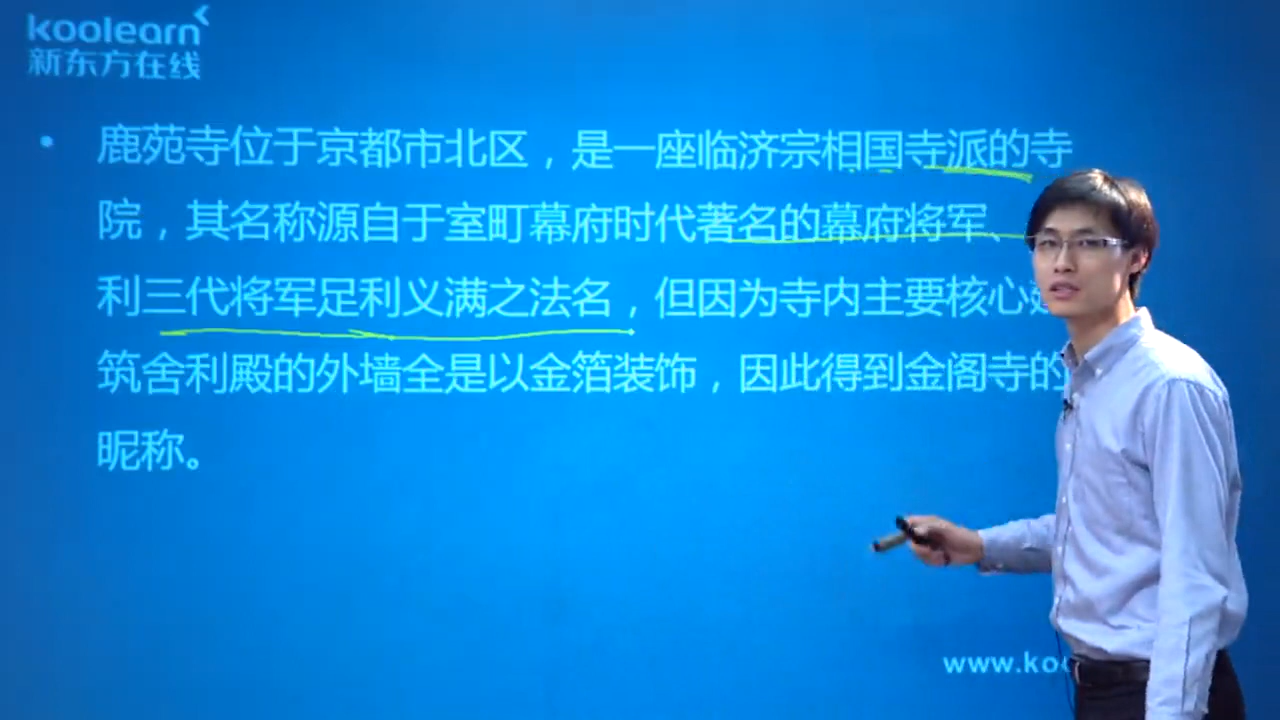 koolearn
新东方在线
• 鹿苑寺位于京都市北区，是一座临济宗相国寺派的寺
院，其名称源自于室町幕府时代著名的幕府将军、
利三代将军足利义满之法名，但因为寺内主要核心
筑舍利殿的外墙全是以金箔装饰，因此得到金阁寺的
昵称。
www.koo